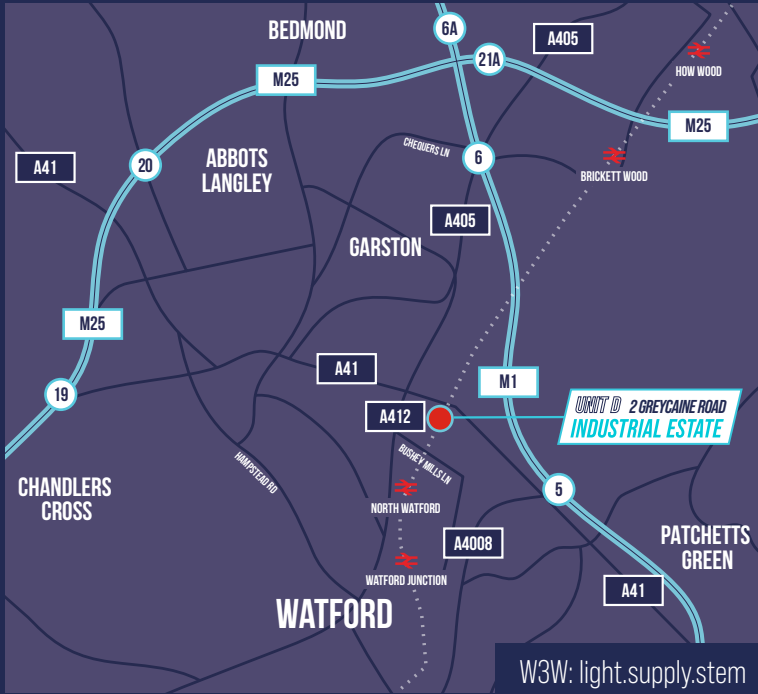 BEDMOND
6A
A405
21A
HOW WOOD
M25
M25
CHEQUERS LN
6
BRICKETT WOOD
A41
20
ABBOTS
LANGLEY
A405
GARSTON
M25
A41
M1
19
A412
UNIT D 2 GREYCAINE ROAD
INDUSTRIAL ESTATE
BUSHEY MILLS LN
HAMPSTEAD RD
CHANDLERS
CROSS
NORTH WATFORD
5
A4008
PATCHETTS
GREEN
WATFORD JUNCTION
A41
WATFORD
W3W: light.supply.stem